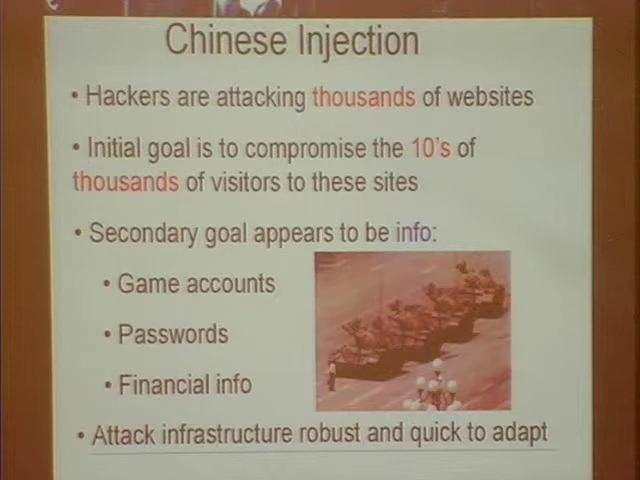 Chinese Injection
• Hackers are attacking thousands of websites
• Initial goal is to compromise the 10's of
thousands of visitors to these sites
• Secondary goal appears to be info:
• Game accounts
• Passwords
• Financial info
• Attack infrastructure robust and quick to adapt